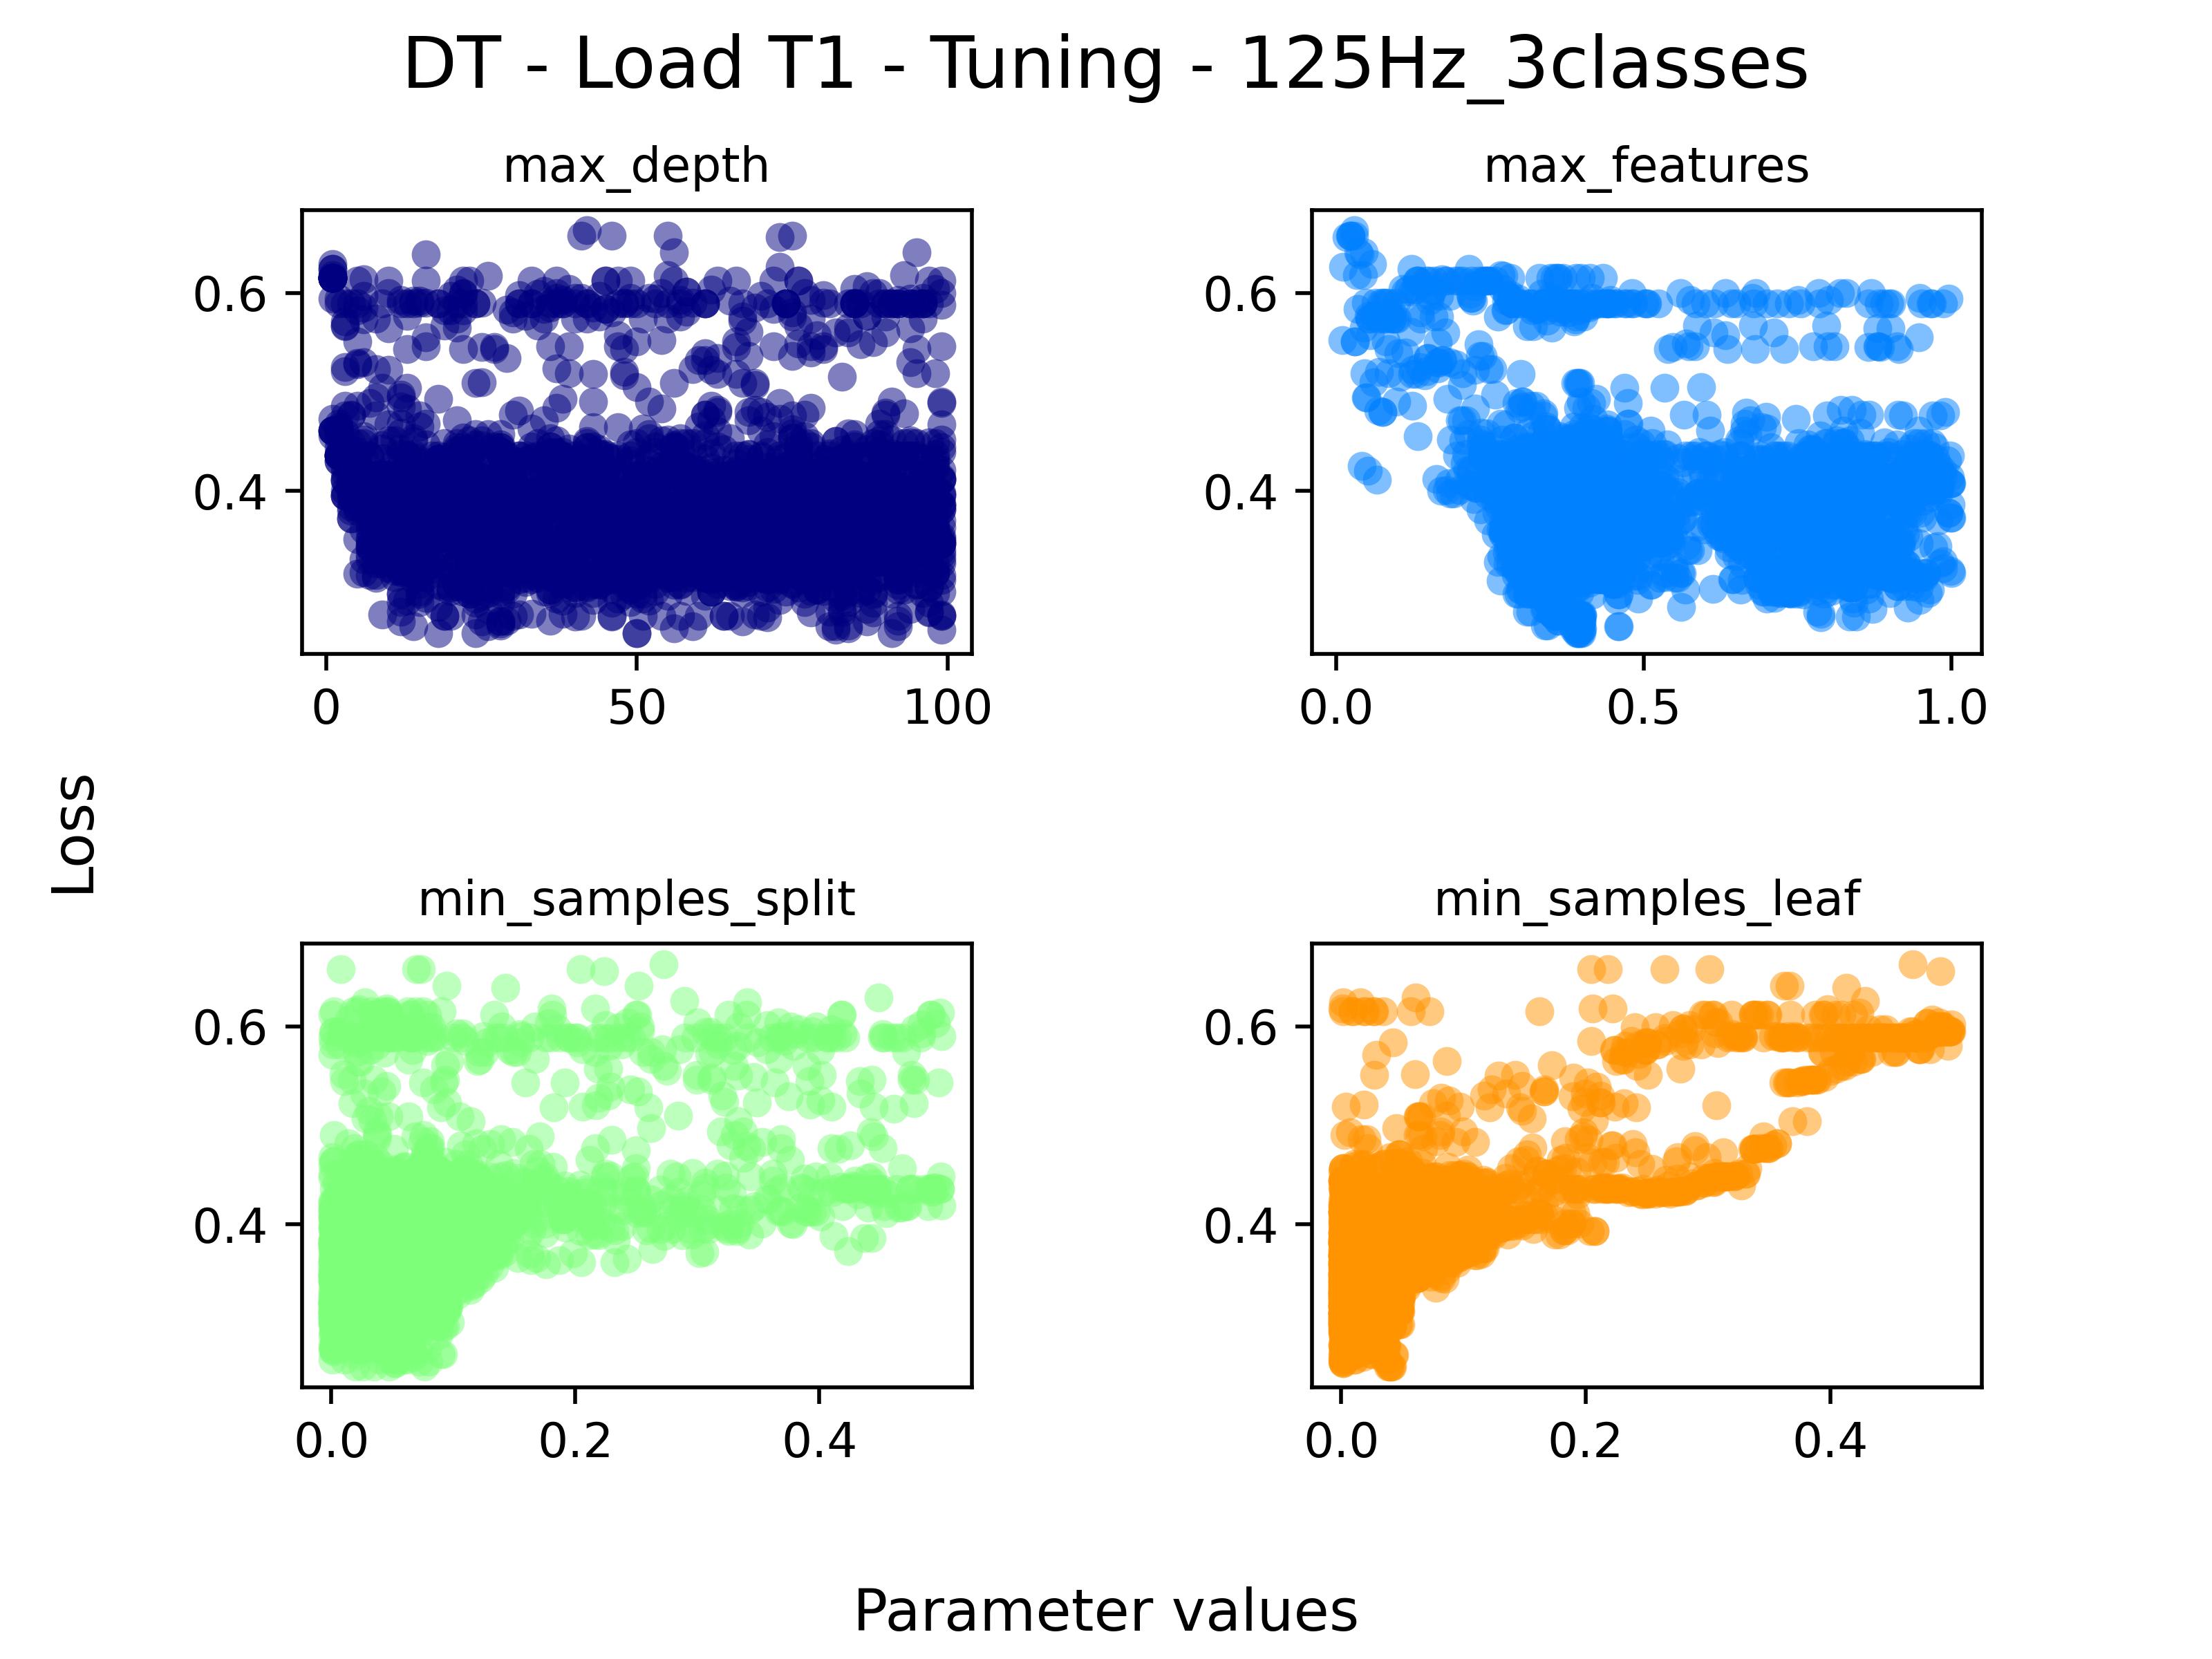 DT - Load T1 - Tuning - 125Hz_3classes
max_depth
max_features
0.6
0.4
0
50
100
0.6
0.4
0.0
0.5
1.0
Loss
min_samples_split
min_samples_leaf
0.6
0.4
0.0
0.2
0.4
0.6
0.4
0.0
0.2
0.4
Parameter values